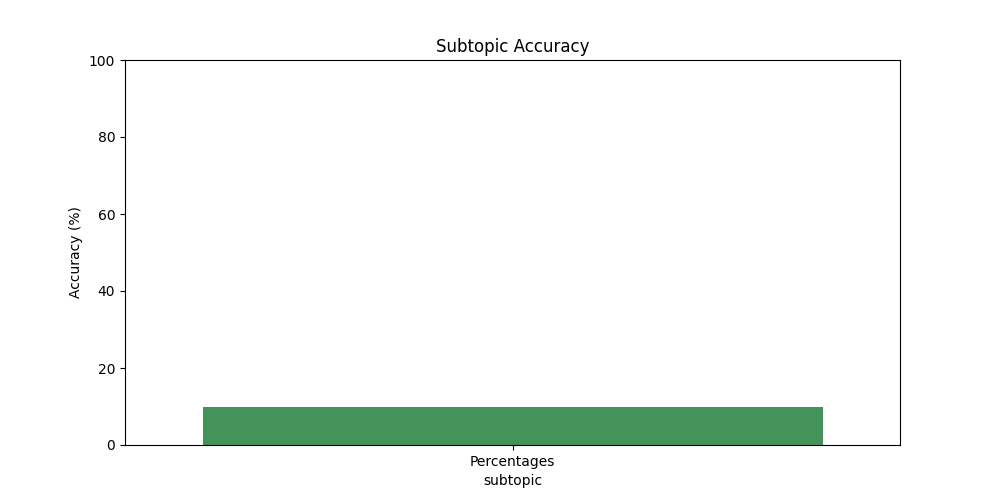 Subtopic Accuracy
100
80
60
40
20
0
Accuracy (%)
Percentages
subtopic